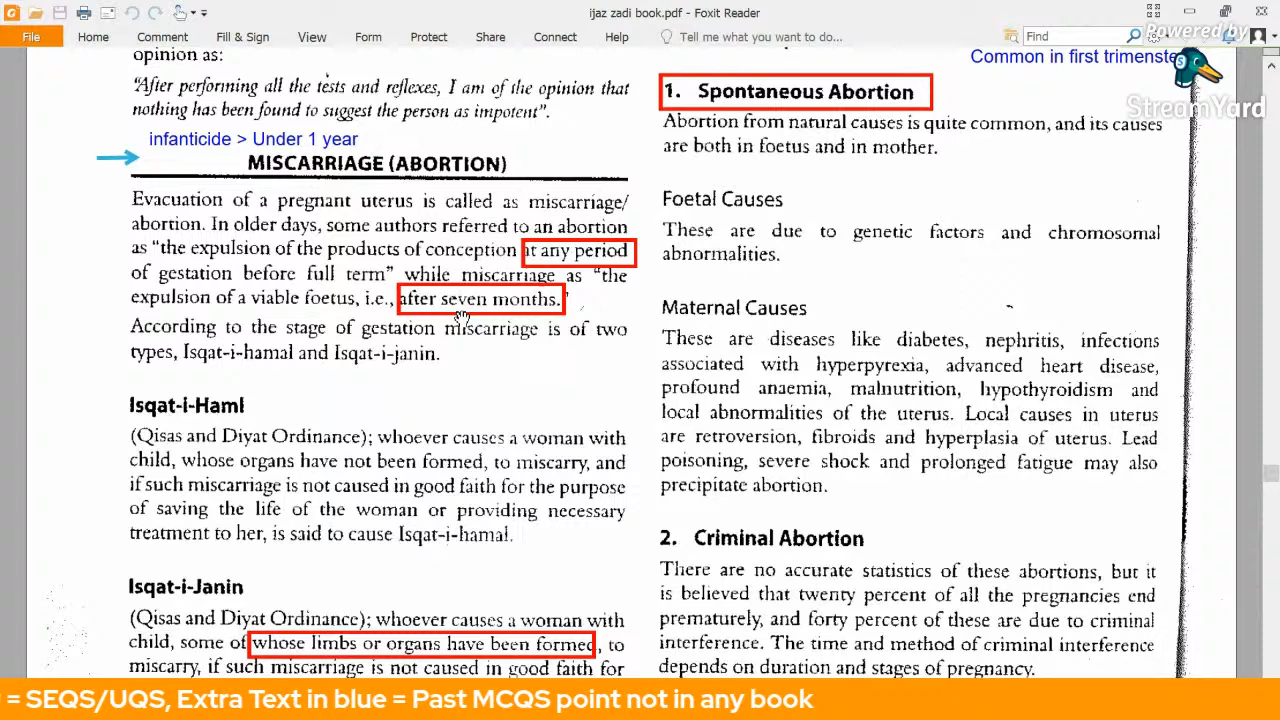 ijaz zadi book.pdf - Foxit Reader
File Home Comment Fill & Sign View Form Protect Share Connect Help Tell me what you want to do... Find
Powered by
StreamYard
opinion as:
"After performing all the tests and reflexes, I am of the opinion that
nothing has been found to suggest the person as impotent".
infanticide > Under 1 year
MISCARRIAGE (ABORTION)
Evacuation of a pregnant uterus is called as miscarriage/
abortion. In older days, some authors referred to an abortion
as "the expulsion of the products of conception at any period
of gestation before full term" while miscarriage as "the
expulsion of a viable foetus, i.e., after seven months."
According to the stage of gestation miscarriage is of two
types, Isqat-i-hamal and Isqat-i-janin.
Isqat-i-Haml
(Qisas and Diyat Ordinance); whoever causes a woman with
child, whose organs have not been formed, to miscarry, and
if such miscarriage is not caused in good faith for the purpose
of saving the life of the woman or providing necessary
treatment to her, is said to cause Isqat-i-hamal.
Isqat-i-Janin
(Qisas and Diyat Ordinance); whoever causes a woman with
child, some of whose limbs or organs have been formed, to
miscarry, if such miscarriage is not caused in good faith for
Common in first trimenste
1. Spontaneous Abortion
Abortion from natural causes is quite common, and its causes
are both in foetus and in mother.
Foetal Causes
These are due to genetic factors and chromosomal
abnormalities.
Maternal Causes
These are diseases like diabetes, nephritis, infections
associated with hyperpyrexia, advanced heart disease,
profound anaemia, malnutrition, hypothyroidism and
local abnormalities of the uterus. Local causes in uterus
are retroversion, fibroids and hyperplasia of uterus. Lead
poisoning, severe shock and prolonged fatigue may also
precipitate abortion.
2. Criminal Abortion
There are no accurate statistics of these abortions, but it
is believed that twenty percent of all the pregnancies end
prematurely, and forty percent of these are due to criminal
interference. The time and method of criminal interference
depends on duration and stages of pregnancy.
= SEQS/UQS, Extra Text in blue = Past MCQS point not in any book